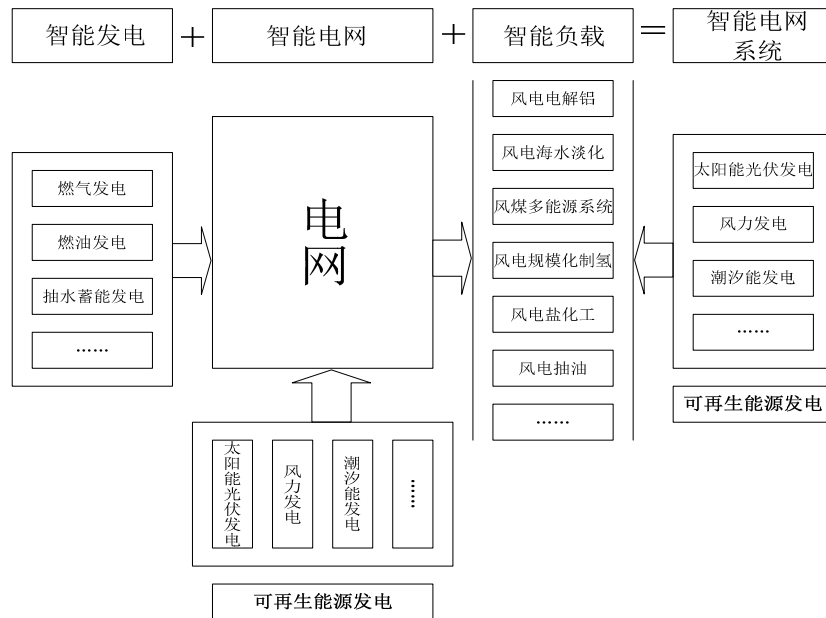 智能发电 + 智能电网 + 智能负载 = 智能电网系统
燃气发电
燃油发电
抽水蓄能发电
……
电网
风电电解铝
风电海水淡化
风煤多能源系统
风电规模化制氢
风电盐化工
风电抽油
……
太阳能光伏发电
风力发电
潮汐能发电
……
可再生能源发电
太阳能光伏发电
风力发电
潮汐能发电
……
可再生能源发电